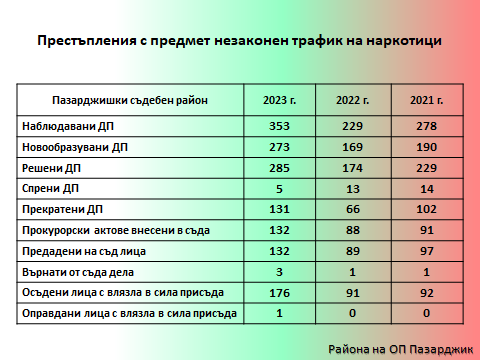 Престъпления с предмет незаконен трафик на наркотици
Пазарджишки съдебен район 2023 г. 2022 г. 2021 г.
Наблюдавани ДП 353 229 278
Новообразувани ДП 273 169 190
Решени ДП 285 174 229
Спрени ДП 5 13 14
Прекратени ДП 131 66 102
Прокурорски актове внесени в съда 132 88 91
Предадени на съд лица 132 89 97
Върнати от съда дела 3 1 1
Осъдени лица с влязла в сила присъда 176 91 92
Оправдани лица с влязла в сила присъда 1 0 0
Района на ОП Пазарджик